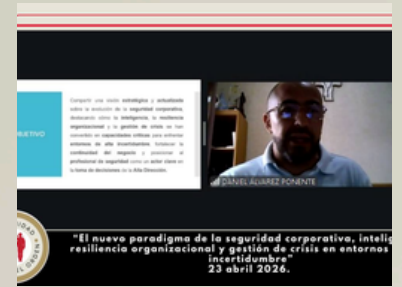 OBJETIVO
Compartir una visión estratégica y actualizada
sobre la evolución de la seguridad corporativa,
destacando cómo la inteligencia, la resiliencia
organizacional y la gestión de crisis se han
convertido en capacidades críticas para enfrentar
entornos de alta incertidumbre, fortalecer la
continuidad del negocio y posicionar al
profesional de seguridad como un actor clave en
la toma de decisiones de la Alta Dirección.
DANIEL ALVAREZ PONENTE
"El nuevo paradigma de la seguridad corporativa, intelig
resiliencia organizacional y gestión de crisis en entornos
incertidumbre"
23 abril 2026.